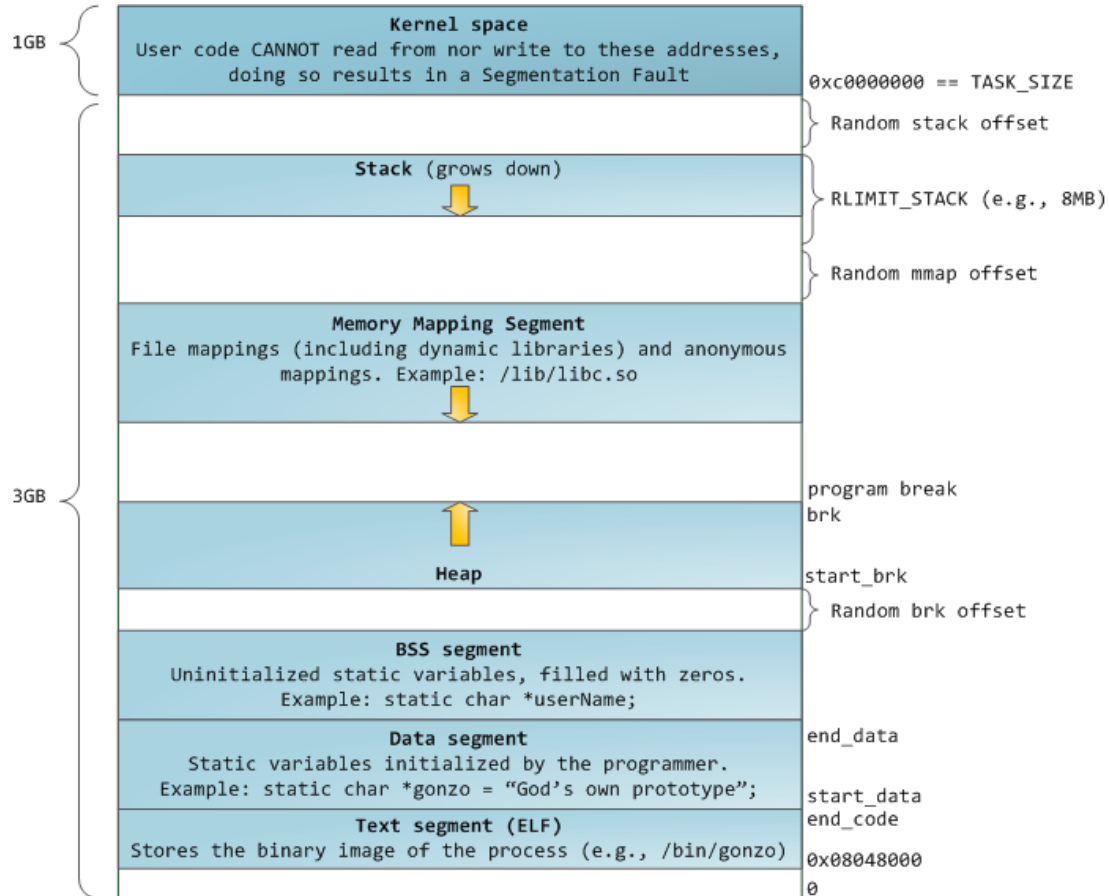 Kernel space
1GB
User code CANNOT read from nor write to these addresses,
doing so results in a Segmentation Fault
0xc0000000 == TASK_SIZE
Random stack offset
Stack (grows down)
RLIMIT_STACK (e.g., 8MB)
Random mmap offset
Memory Mapping Segment
File mappings (including dynamic libraries) and anonymous
mappings. Example: /lib/libc.so
3GB
program break
brk
Heap
start_brk
Random brk offset
BSS segment
Uninitialized static variables, filled with zeros.
Example: static char *userName;
Data segment
end_data
Static variables initialized by the programmer.
Example: static char *gonzo = “God’s own prototype”;
start_data
end_code
Text segment (ELF)
Stores the binary image of the process (e.g., /bin/gonzo)
0x08048000
0